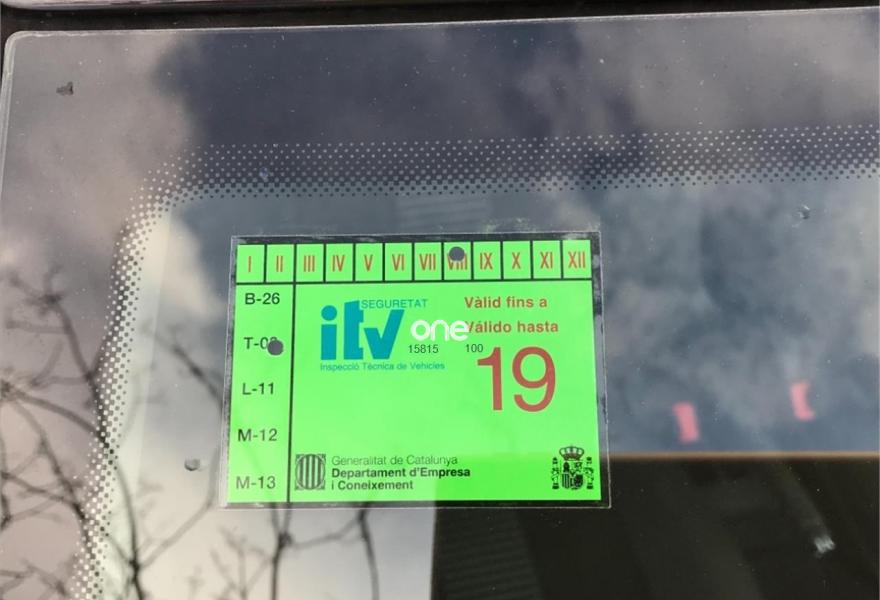 I II III IV V VI VII VIII IX X XI XII
B-26
T-0
L-11
M-12
M-13
SEGURETAT
itv
one
Inspecció Tècnica de Vehicles
Vàlid fins a
Válido hasta
15815 100
19
Generalitat de Catalunya
Departament d'Empresa
i Coneixement